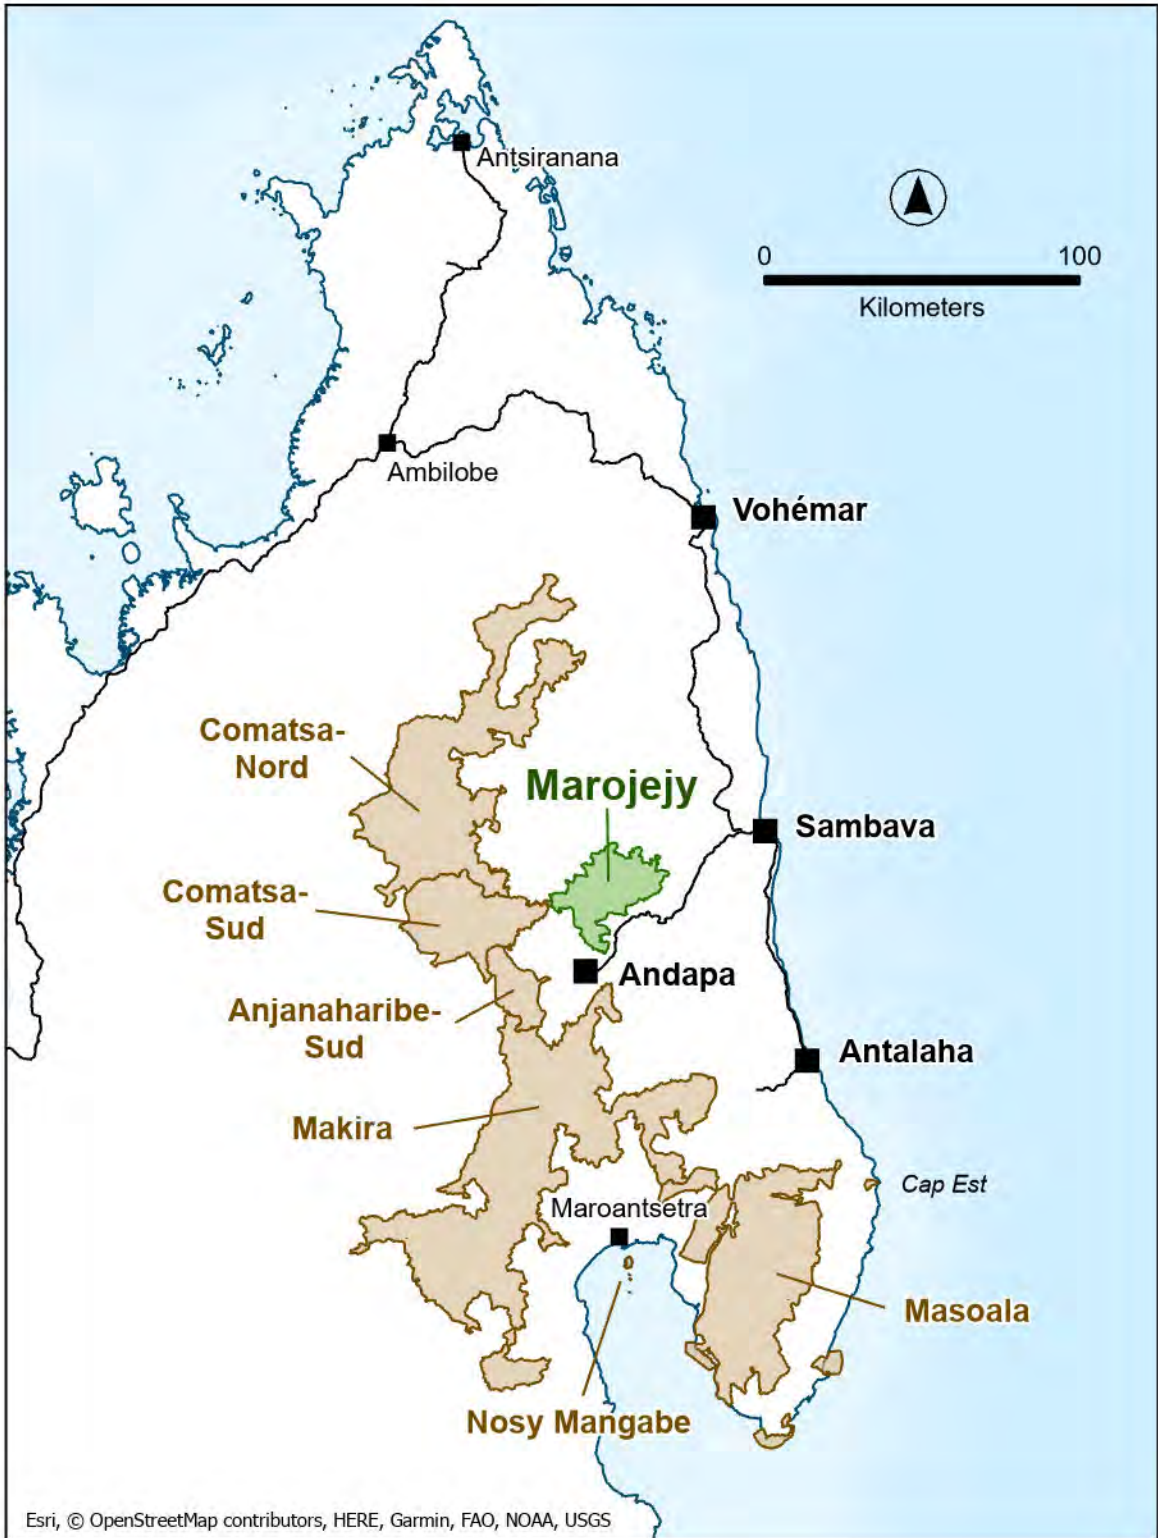 Antsiranana
0 100
Kilometers
Ambilobe
Vohémar
Comatsa-
Nord
Marojejy
Sambava
Comatsa-
Sud
Andapa
Anjanaharibe-
Sud
Antalaha
Makira
Cap Est
Maroantsetra
Masoala
Nosy Mangabe
Esri, © OpenStreetMap contributors, HERE, Garmin, FAO, NOAA, USGS